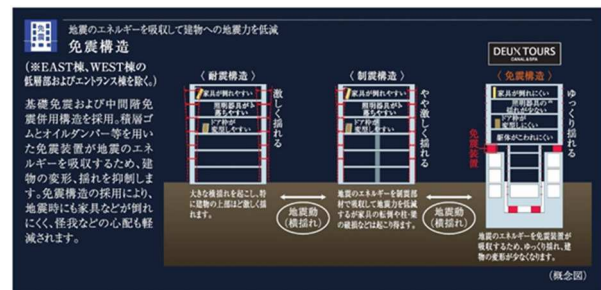 地震のエネルギーを吸収して建物への地震力を低減
免震構造
(※EAST棟、WEST棟の
低層部およびエントランス棟を除く。)
基礎免震および中間階免
震併用構造を採用。積層ゴ
ムとオイルダンパー等を用い
た免震装置が地震のエネ
ルギーを吸収するため、建
物の変形、揺れを抑制しま
す。免震構造の採用により、
地震時にも家具などが倒れ
にくく、怪我などの心配も軽
減されます。
〈耐震構造〉
家具が倒れやすい
照明器具が
落ちやすい
ドア枠が
変型しやすい
激しく揺れる
大きな横揺れを起こし、特
に建物の上部ほど激しく揺
れます。
地震動
(横揺れ)
〈制震構造〉
家具が倒れやすい
照明器具が
落ちやすい
ドア枠が
変型しやすい
やや激しく揺れる
地震のエネルギーを制震部
材で吸収して地震力を低減
するが家具の転倒や柱・梁
の破損などは起こり得ます。
地震動
(横揺れ)
DEUX TOURS
CANAL & SPA
〈免震構造〉
家具が倒れにくい
照明器具の
揺れが少ない
ドア枠が
変型しにくい
躯体がこわれにくい
免震装置
ゆっくり揺れる
地震のエネルギーを免震装置が
吸収するため、ゆっくり揺れ、建
物の変形が少なくなります。
(概念図)